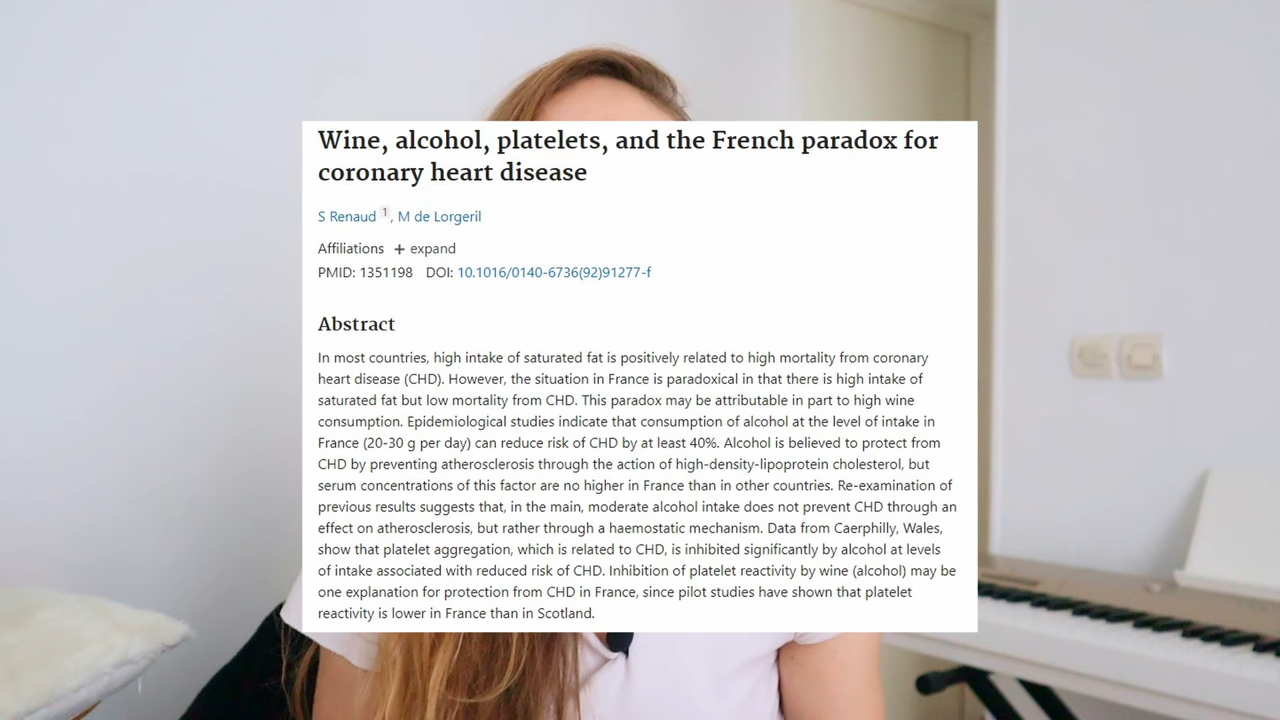 Wine, alcohol, platelets, and the French paradox for
coronary heart disease
S Renaud 1, M de Lorgeril
Affiliations + expand
PMID: 1351198 DOI: 10.1016/0140-6736(92)91277-f
Abstract
In most countries, high intake of saturated fat is positively related to high mortality from coronary
heart disease (CHD). However, the situation in France is paradoxical in that there is high intake of
saturated fat but low mortality from CHD. This paradox may be attributable in part to high wine
consumption. Epidemiological studies indicate that consumption of alcohol at the level of intake in
France (20-30 g per day) can reduce risk of CHD by at least 40%. Alcohol is believed to protect from
CHD by preventing atherosclerosis through the action of high-density-lipoprotein cholesterol, but
serum concentrations of this factor are no higher in France than in other countries. Re-examination of
previous results suggests that, in the main, moderate alcohol intake does not prevent CHD through an
effect on atherosclerosis, but rather through a haemostatic mechanism. Data from Caerphilly, Wales,
show that platelet aggregation, which is related to CHD, is inhibited significantly by alcohol at levels
of intake associated with reduced risk of CHD. Inhibition of platelet reactivity by wine (alcohol) may be
one explanation for protection from CHD in France, since pilot studies have shown that platelet
reactivity is lower in France than in Scotland.